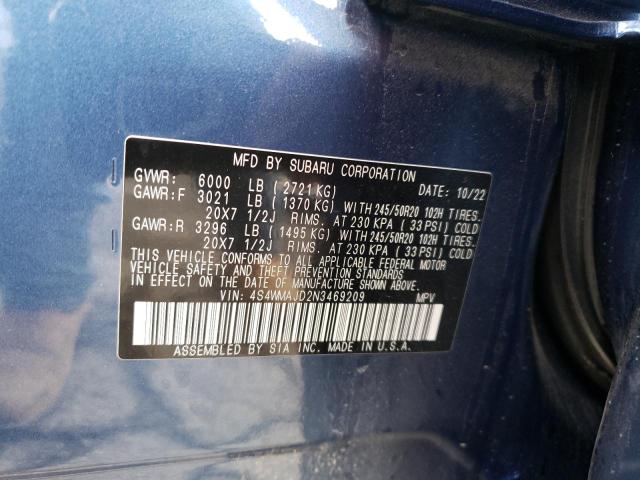 MFD BY SUBARU CORPORATION
GVWR: 6000 LB ( 2721 KG) DATE: 10/22
GAWR:F 3021 LB ( 1370 KG) WITH 245/50R20 102H TIRES.
20X7 1/2J RIMS. AT 230 KPA ( 33 PSI) COLD
GAWR:R 3296 LB ( 1495 KG) WITH 245/50R20 102H TIRES.
20X7 1/2J RIMS. AT 230 KPA ( 33 PSI) COLD
THIS VEHICLE CONFORMS TO ALL APPLICABLE FEDERAL MOTOR
VEHICLE SAFETY AND THEFT PREVENTION STANDARDS
IN EFFECT ON THE DATE OF MANUFACTURE SHOWN ABOVE.
VIN: 4S4WMAJD2N3469209 MPV
ASSEMBLED BY SIA INC. MADE IN U.S.A.